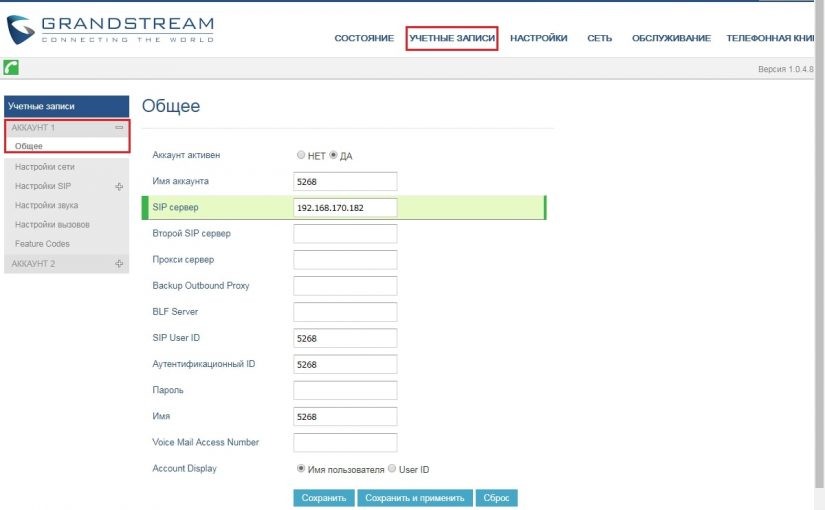 GRANDSTREAM
CONNECTING THE WORLD
СОСТОЯНИЕ УЧЕТНЫЕ ЗАПИСИ НАСТРОЙКИ СЕТЬ ОБСЛУЖИВАНИЕ ТЕЛЕФОННАЯ КНИ
Версия 1.0.4.8
Учетные записи
АККАУНТ 1
Общее
Настройки сети
Настройки SIP
Настройки звука
Настройки вызовов
Feature Codes
АККАУНТ 2
Общее
Аккаунт активен НЕТ ДА
Имя аккаунта 5268
SIP сервер 192.168.170.182
Второй SIP сервер
Прокси сервер
Backup Outbound Proxy
BLF Server
SIP User ID 5268
Аутентификационный ID 5268
Пароль
Имя 5268
Voice Mail Access Number
Account Display Имя пользователя User ID
Сохранить Сохранить и применить Сброс